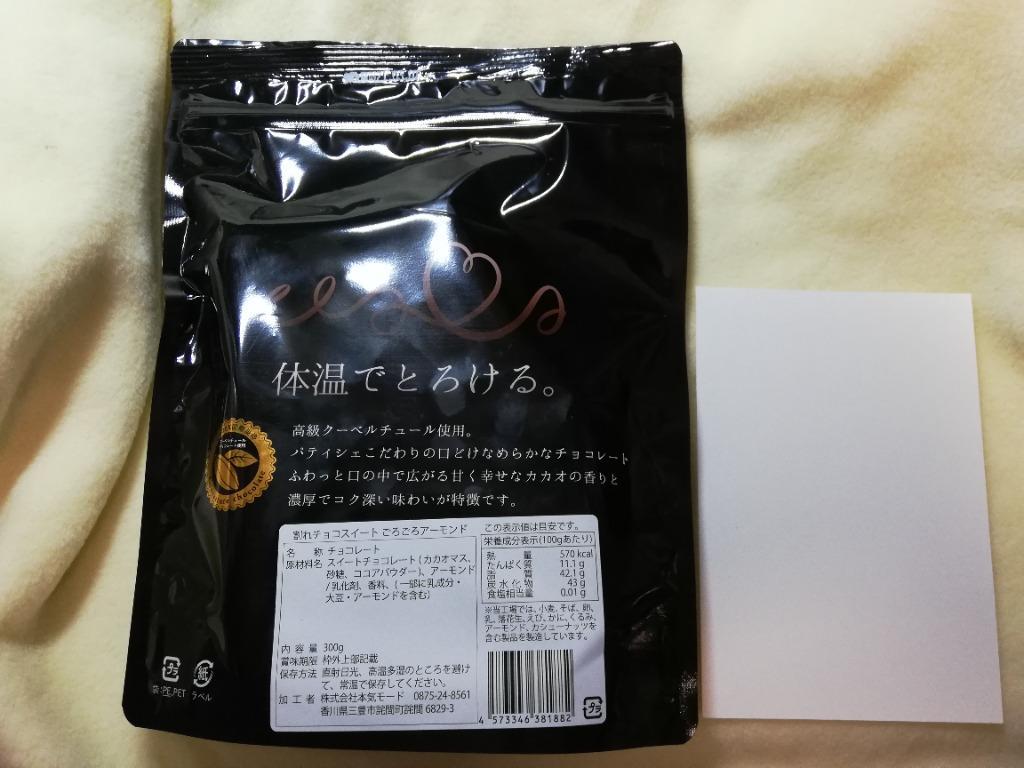 体温でとろける。
高級クーベルチュール使用。
パティシェこだわりの口どけなめらかなチョコレート
ふわっと口の中で広がる甘く幸せなカカオの香りと
濃厚でコク深い味わいが特徴です。
割れチョコスイート ごろごろアーモンド
名 称 チョコレート
原材料名 スイートチョコレート(カカオマス、
砂糖、ココアパウダー)、アーモンド
/乳化剤、香料、(一部に乳成分・
大豆・アーモンドを含む)
内容量 300g
賞味期限 枠外上部記載
保存方法 直射日光、高温多湿のところを避け
て、常温で保存してください。
加工者 株式会社本気モード 0875-24-8561
香川県三豊市詫間町詫間 6829-3
この表示値は目安です。
栄養成分表示(100gあたり)
熱量 570 kcal
たんぱく質 11.1 g
脂質 42.1 g
炭水化物 43 g
食塩相当量 0.01 g
※当工場では、小麦、そば、卵、
乳、落花生、えび、かに、くるみ、
アーモンド、カシューナッツを
含む製品を製造しています。
4 573346 381882
プラ
プラ
袋:PE,PET
紙
ラベル